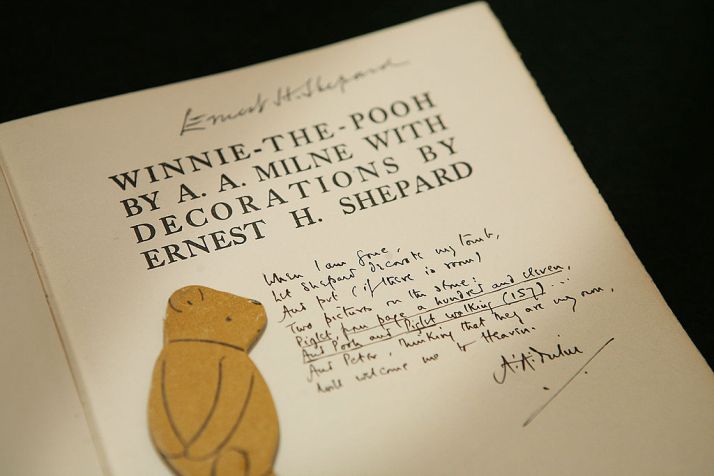 Ernest H. Shepard
WINNIE-THE-POOH
BY A. A. MILNE WITH
DECORATIONS BY
ERNEST H. SHEPARD
When I am gone,
Let Shepard decorate my tomb,
And put (if there is room)
Two pictures on the stone:
Piglet, from page a hundred and eleven,
And Pooh and Piglet walking (157) ...
And Peter, thinking that they are my own,
Will welcome me to Heaven.
A. A. Milne